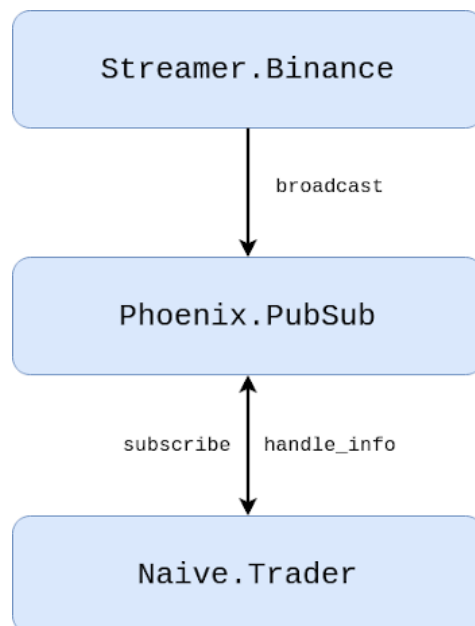 Streamer.Binance
broadcast
Phoenix.PubSub
subscribe handle_info
Naive.Trader